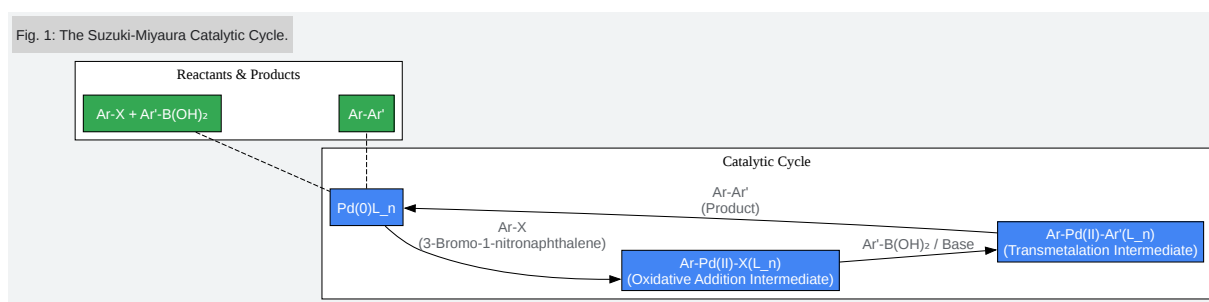 Fig. 1: The Suzuki-Miyaura Catalytic Cycle.
Reactants & Products
Ar-X + Ar'-B(OH)₂
Ar-Ar'
Catalytic Cycle
Pd(0)L_n
Ar-Ar'
(Product)
Ar-X
(3-Bromo-1-nitronaphthalene)
Ar-Pd(II)-X(L_n)
(Oxidative Addition Intermediate)
Ar'-B(OH)₂ / Base
Ar-Pd(II)-Ar'(L_n)
(Transmetalation Intermediate)